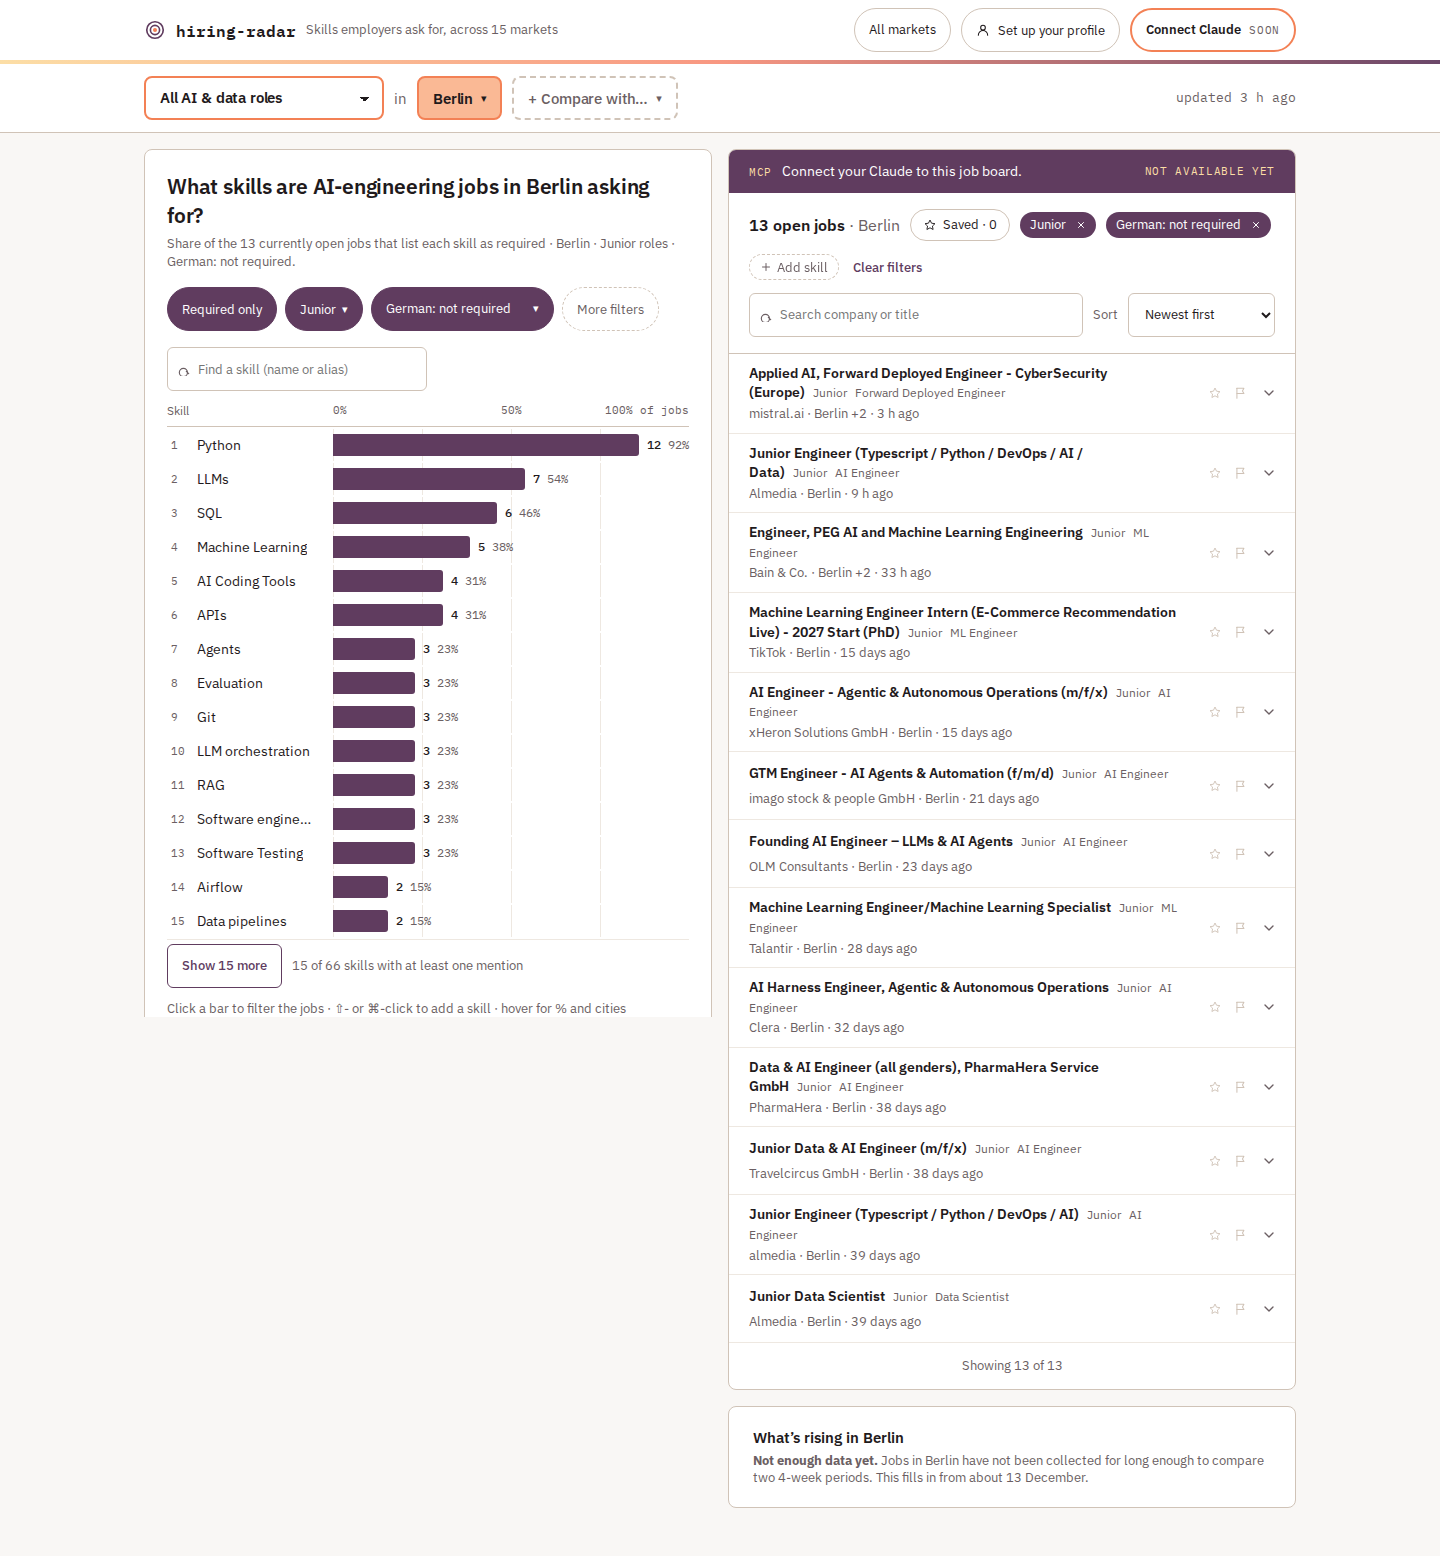 hiring-radar Skills employers ask for, across 15 markets All markets Set up your profile Connect Claude SOON
All AI & data roles in Berlin ▾ + Compare with... ▾ updated 3 h ago
What skills are AI-engineering jobs in Berlin asking
for?
Share of the 13 currently open jobs that list each skill as required · Berlin · Junior roles ·
German: not required.
Required only Junior ▾ German: not required ▾ More filters
Find a skill (name or alias)
Skill 0% 50% 100% of jobs
1 Python 12 92%
2 LLMs 7 54%
3 SQL 6 46%
4 Machine Learning 5 38%
5 AI Coding Tools 4 31%
6 APIs 4 31%
7 Agents 3 23%
8 Evaluation 3 23%
9 Git 3 23%
10 LLM orchestration 3 23%
11 RAG 3 23%
12 Software engine... 3 23%
13 Software Testing 3 23%
14 Airflow 2 15%
15 Data pipelines 2 15%
Show 15 more 15 of 66 skills with at least one mention
Click a bar to filter the jobs · ⇧- or ⌘-click to add a skill · hover for % and cities
MCP Connect your Claude to this job board. NOT AVAILABLE YET
13 open jobs · Berlin Saved · 0 Junior × German: not required ×
+ Add skill Clear filters
Search company or title Sort Newest first
Applied AI, Forward Deployed Engineer - CyberSecurity
(Europe) Junior Forward Deployed Engineer
mistral.ai · Berlin +2 · 3 h ago
Junior Engineer (Typescript / Python / DevOps / AI /
Data) Junior AI Engineer
Almedia · Berlin · 9 h ago
Engineer, PEG AI and Machine Learning Engineering Junior ML
Engineer
Bain & Co. · Berlin +2 · 33 h ago
Machine Learning Engineer Intern (E-Commerce Recommendation
Live) - 2027 Start (PhD) Junior ML Engineer
TikTok · Berlin · 15 days ago
AI Engineer - Agentic & Autonomous Operations (m/f/x) Junior AI
Engineer
xHeron Solutions GmbH · Berlin · 15 days ago
GTM Engineer - AI Agents & Automation (f/m/d) Junior AI Engineer
imago stock & people GmbH · Berlin · 21 days ago
Founding AI Engineer – LLMs & AI Agents Junior AI Engineer
OLM Consultants · Berlin · 23 days ago
Machine Learning Engineer/Machine Learning Specialist Junior ML
Engineer
Talantir · Berlin · 28 days ago
AI Harness Engineer, Agentic & Autonomous Operations Junior AI
Engineer
Clera · Berlin · 32 days ago
Data & AI Engineer (all genders), PharmaHera Service
GmbH Junior AI Engineer
PharmaHera · Berlin · 38 days ago
Junior Data & AI Engineer (m/f/x) Junior AI Engineer
Travelcircus GmbH · Berlin · 38 days ago
Junior Engineer (Typescript / Python / DevOps / AI) Junior AI
Engineer
almedia · Berlin · 39 days ago
Junior Data Scientist Junior Data Scientist
Almedia · Berlin · 39 days ago
Showing 13 of 13
What's rising in Berlin
Not enough data yet. Jobs in Berlin have not been collected for long enough to compare
two 4-week periods. This fills in from about 13 December.